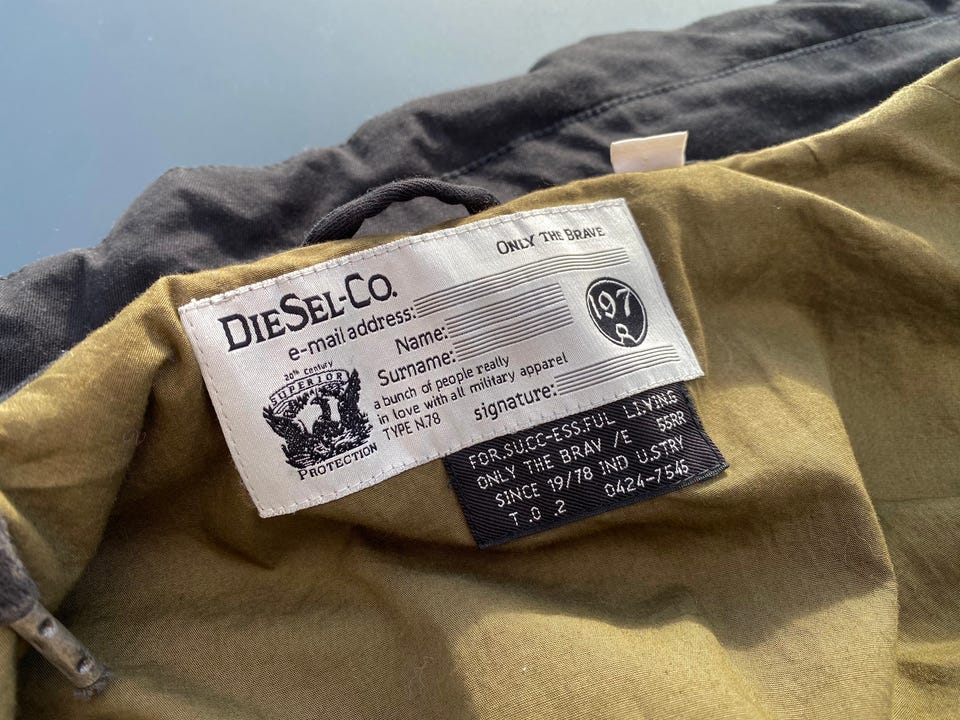 ONLY THE BRAVE
DIESEL-CO.
e-mail address:
Name:
Surname:
197
8
20th Century
SUPERIOR
PROTECTION
a bunch of people really
in love with all military apparel
TYPE N.78
signature:
FOR.SU.CC-ESS.FUL LIVING
ONLY THE BRAV /E 55RR
SINCE 19/78 IND U.STRY
T .0 .2 0424-7545